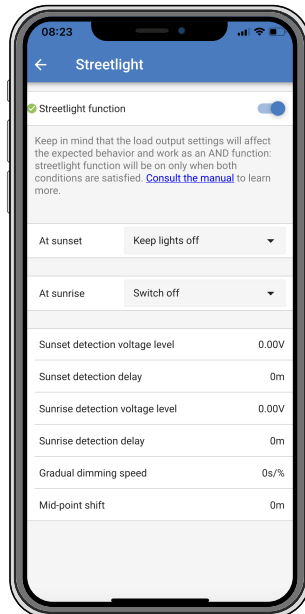 08:23
Streetlight
Streetlight function
Keep in mind that the load output settings will affect
the expected behavior and work as an AND function:
streetlight function will be on only when both
conditions are satisfied. Consult the manual to learn
more.
At sunset Keep lights off
At sunrise Switch off
Sunset detection voltage level 0.00V
Sunset detection delay 0m
Sunrise detection voltage level 0.00V
Sunrise detection delay 0m
Gradual dimming speed 0s/%
Mid-point shift 0m